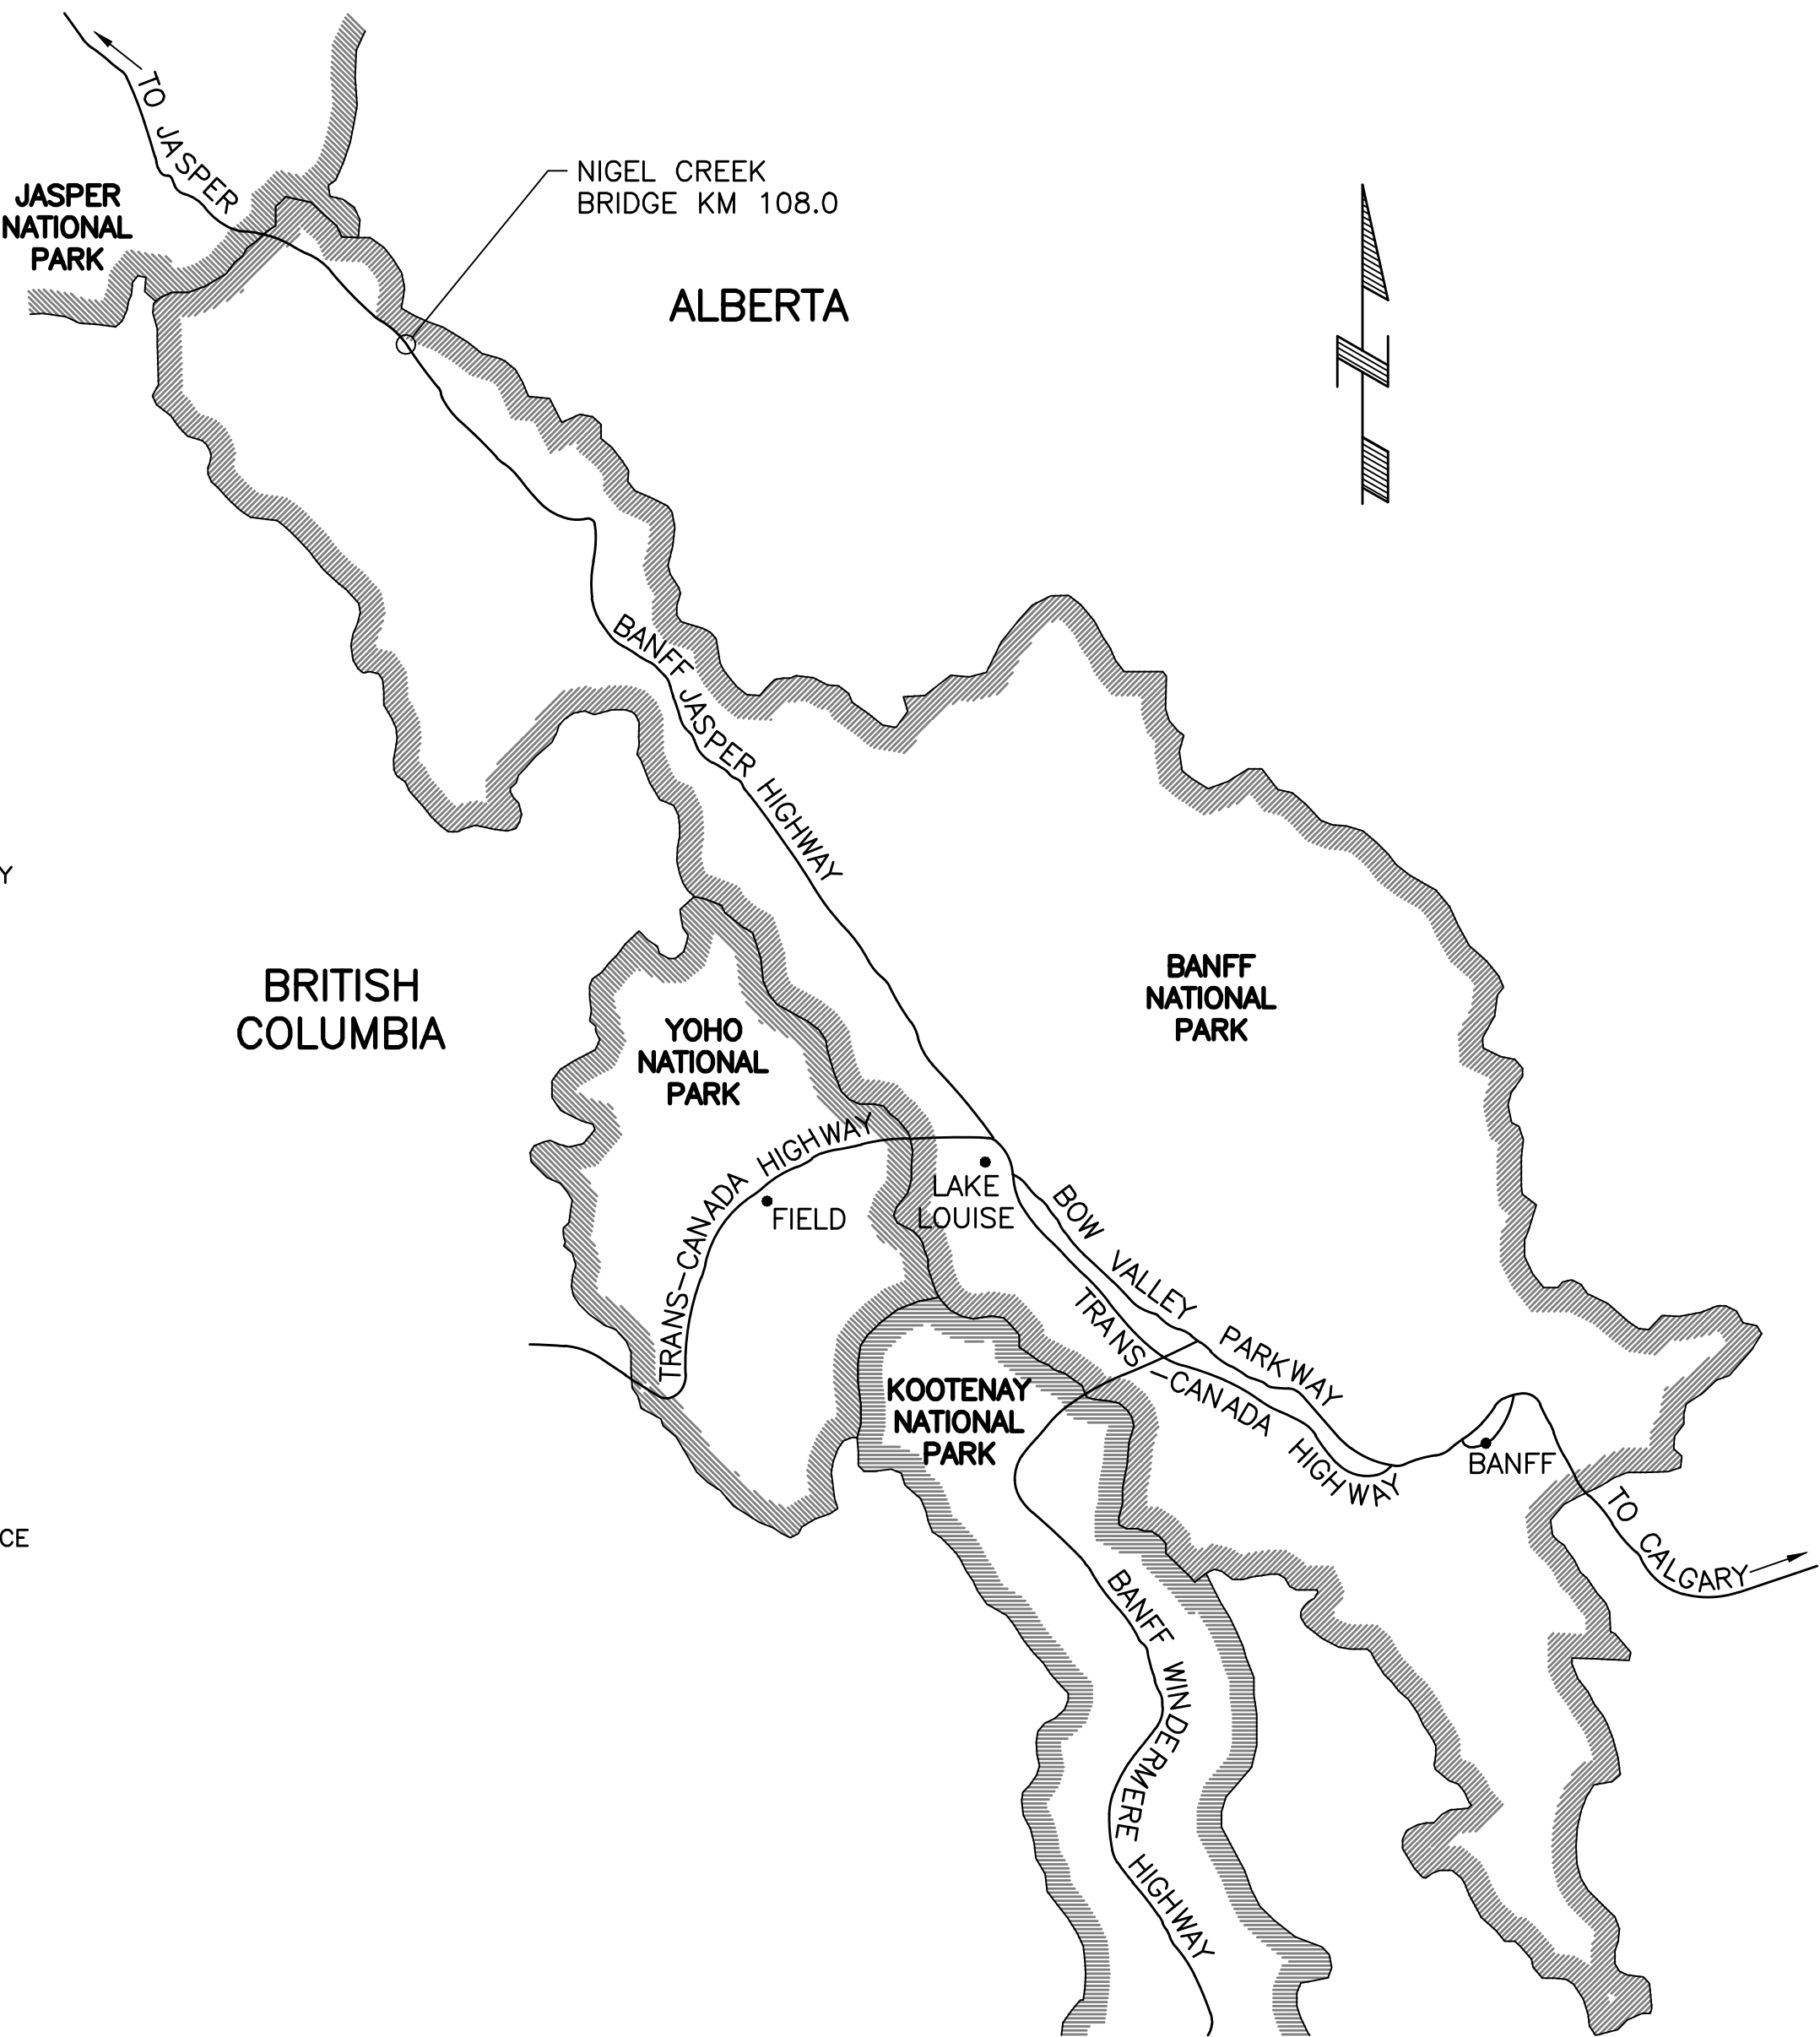 TO JASPER
NIGEL CREEK
BRIDGE KM 108.0
JASPER
NATIONAL
PARK
ALBERTA
BANFF JASPER HIGHWAY
Y
BRITISH
COLUMBIA
BANFF
NATIONAL
PARK
YOHO
NATIONAL
PARK
TRANS-CANADA HIGHWAY
LAKE
LOUISE
FIELD
BOW VALLEY PARKWAY
TRANS-CANADA HIGHWAY
KOOTENAY
NATIONAL
PARK
BANFF
TO CALGARY
CE
BANFF WINDERMERE HIGHWAY